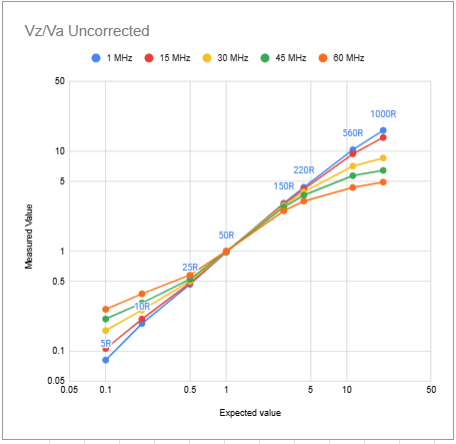 Vz/Va Uncorrected
1 MHz 15 MHz 30 MHz 45 MHz 60 MHz
50
10
5
1
0.5
0.1
0.05
Measured Value
1000R
560R
220R
150R
50R
25R
10R
5R
0.05 0.1 0.5 1 5 10 50
Expected value